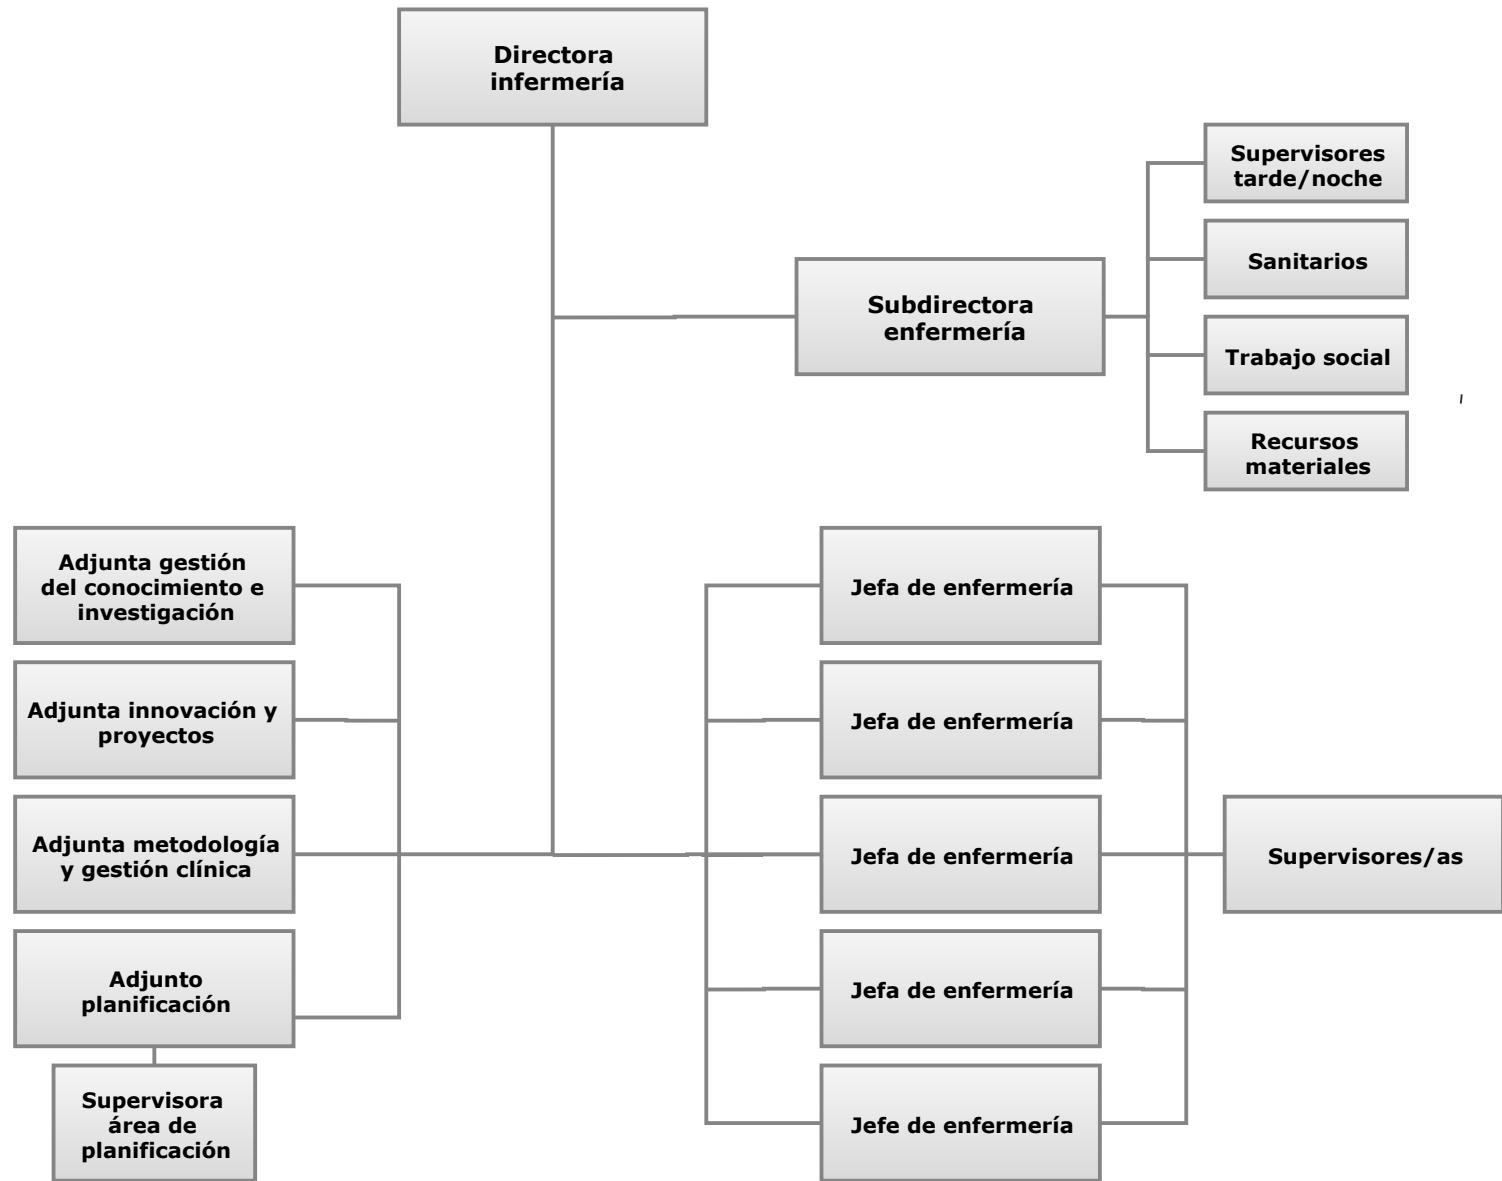 Directora
infermería
Supervisores
tarde/noche
Sanitarios
Subdirectora
enfermería
Trabajo social
Recursos
materiales
Adjunta gestión
del conocimiento e
investigación
Adjunta innovación y
proyectos
Adjunta metodología
y gestión clínica
Adjunto
planificación
Supervisora
área de
planificación
Jefa de enfermería
Jefa de enfermería
Jefa de enfermería
Jefa de enfermería
Jefe de enfermería
Supervisores/as